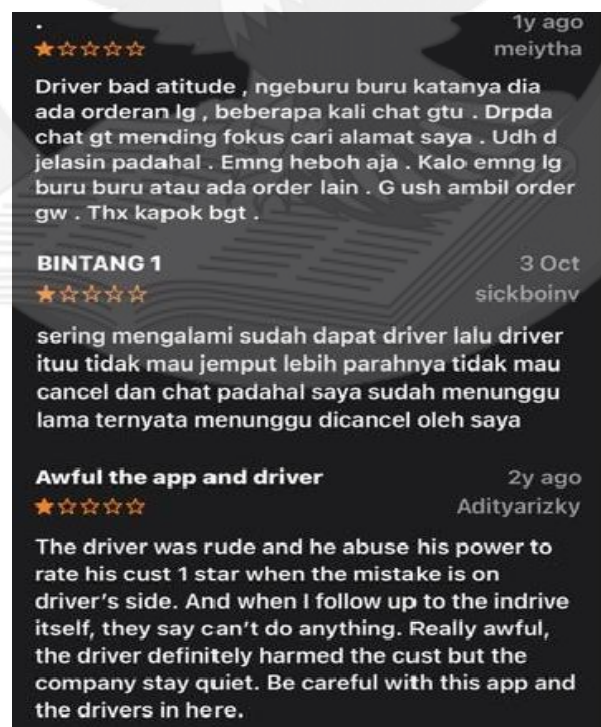 . 1y ago
★☆☆☆☆ meiytha
Driver bad atitude , ngeburu buru katanya dia
ada orderan lg , beberapa kali chat gtu . Drpda
chat gt mending fokus cari alamat saya . Udh d
jelasin padahal . Emng heboh aja . Kalo emng lg
buru buru atau ada order lain . G ush ambil order
gw . Thx kapok bgt .
BINTANG 1 3 Oct
★☆☆☆☆ sickboinv
sering mengalami sudah dapat driver lalu driver
ituu tidak mau jemput lebih parahnya tidak mau
cancel dan chat padahal saya sudah menunggu
lama ternyata menunggu dicancel oleh saya
Awful the app and driver 2y ago
★☆☆☆☆ Adityarizky
The driver was rude and he abuse his power to
rate his cust 1 star when the mistake is on
driver's side. And when I follow up to the indrive
itself, they say can't do anything. Really awful,
the driver definitely harmed the cust but the
company stay quiet. Be careful with this app and
the drivers in here.